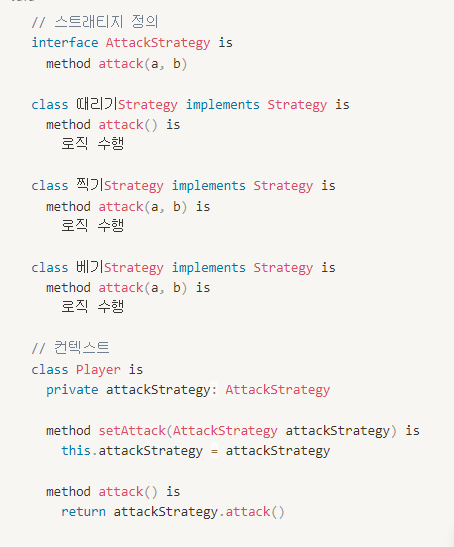 // 스트래티지 정의
interface AttackStrategy is
method attack(a, b)
class 때리기Strategy implements Strategy is
method attack() is
로직 수행
class 찍기Strategy implements Strategy is
method attack(a, b) is
로직 수행
class 베기Strategy implements Strategy is
method attack(a, b) is
로직 수행
// 컨텍스트
class Player is
private attackStrategy: AttackStrategy
method setAttack(AttackStrategy attackStrategy) is
this.attackStrategy = attackStrategy
method attack() is
return attackStrategy.attack()